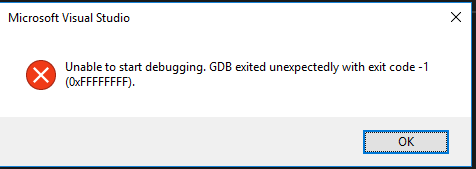 Microsoft Visual Studio
Unable to start debugging. GDB exited unexpectedly with exit code -1
(0xFFFFFFFF).
OK